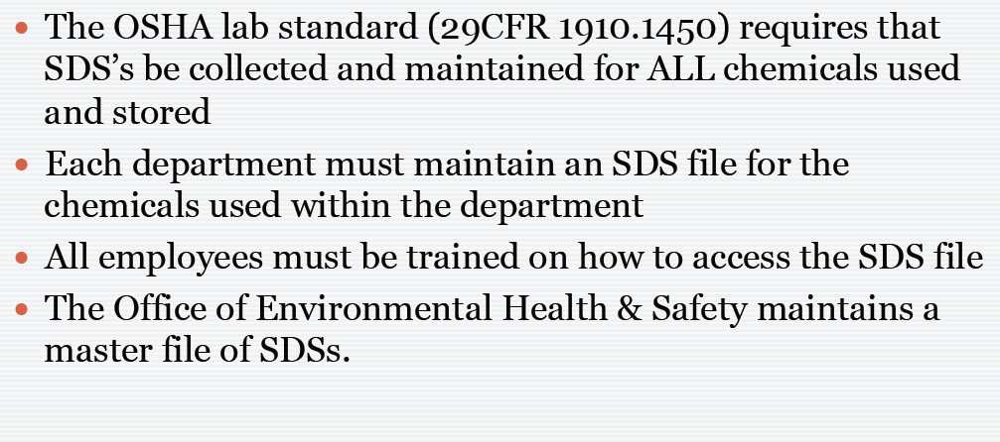 • The OSHA lab standard (29CFR 1910.1450) requires that
SDS’s be collected and maintained for ALL chemicals used
and stored
• Each department must maintain an SDS file for the
chemicals used within the department
• All employees must be trained on how to access the SDS file
• The Office of Environmental Health & Safety maintains a
master file of SDSs.